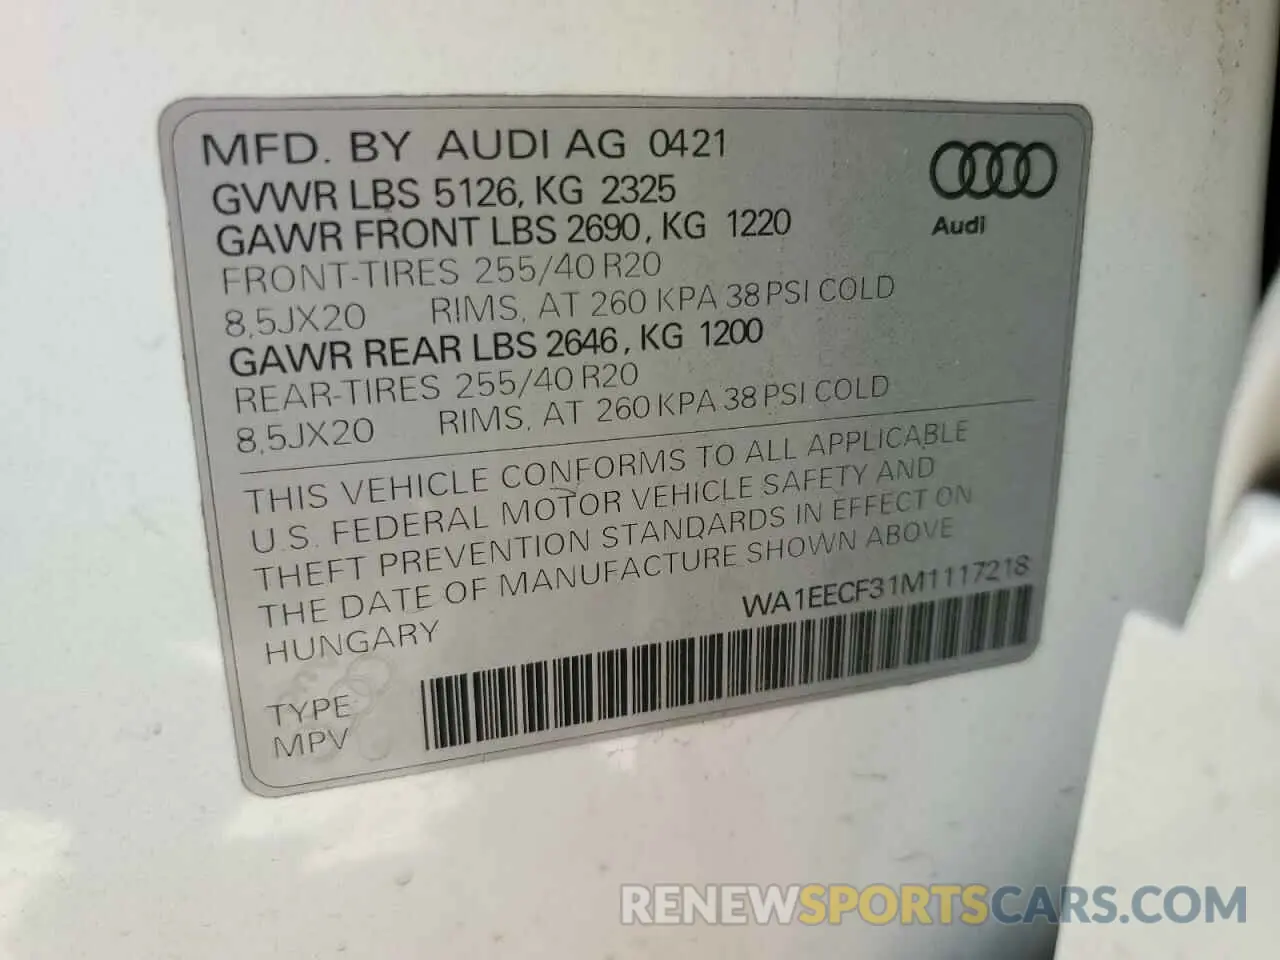 MFD. BY AUDI AG 0421
GVWR LBS 5126, KG 2325
GAWR FRONT LBS 2690, KG 1220
FRONT-TIRES 255/40 R20
8,5JX20 RIMS, AT 260 KPA 38 PSI COLD
GAWR REAR LBS 2646, KG 1200
REAR-TIRES 255/40 R20
8,5JX20 RIMS, AT 260 KPA 38 PSI COLD
Audi
THIS VEHICLE CONFORMS TO ALL APPLICABLE
U.S. FEDERAL MOTOR VEHICLE SAFETY AND
THEFT PREVENTION STANDARDS IN EFFECT ON
THE DATE OF MANUFACTURE SHOWN ABOVE
HUNGARY
WA1EECF31M1117218
TYPE
MPV
RENEWSPORTSCARS.COM